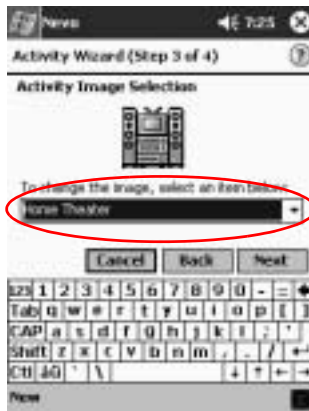 Nevo 7:25
Activity Wizard (Step 3 of 4) ?
Activity Image Selection
To change the image, select an item below:
Home Theater
Cancel Back Next
123 1 2 3 4 5 6 7 8 9 0 - =
Tab q w e r t y u i o p [ ]
CAP a s d f g h j k l ; '
Shift z x c v b n m , . /
Ctl áü ` \
New